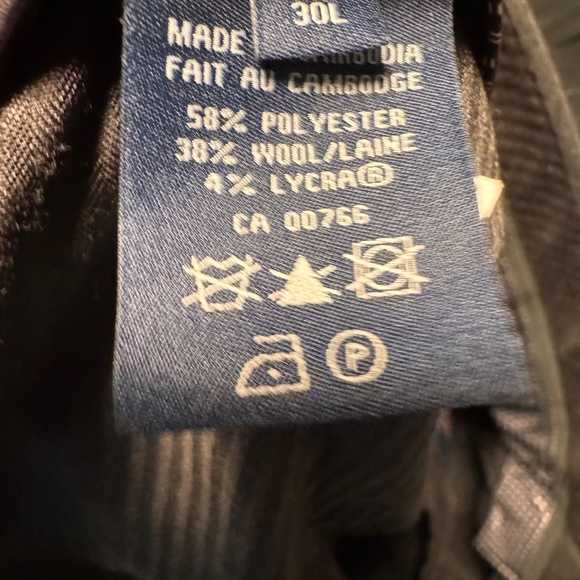 30L
MADE
FAIT AU CAMBODGE
58% POLYESTER
38% WOOL/LAINE
4% LYCRA®
CA 00766
P